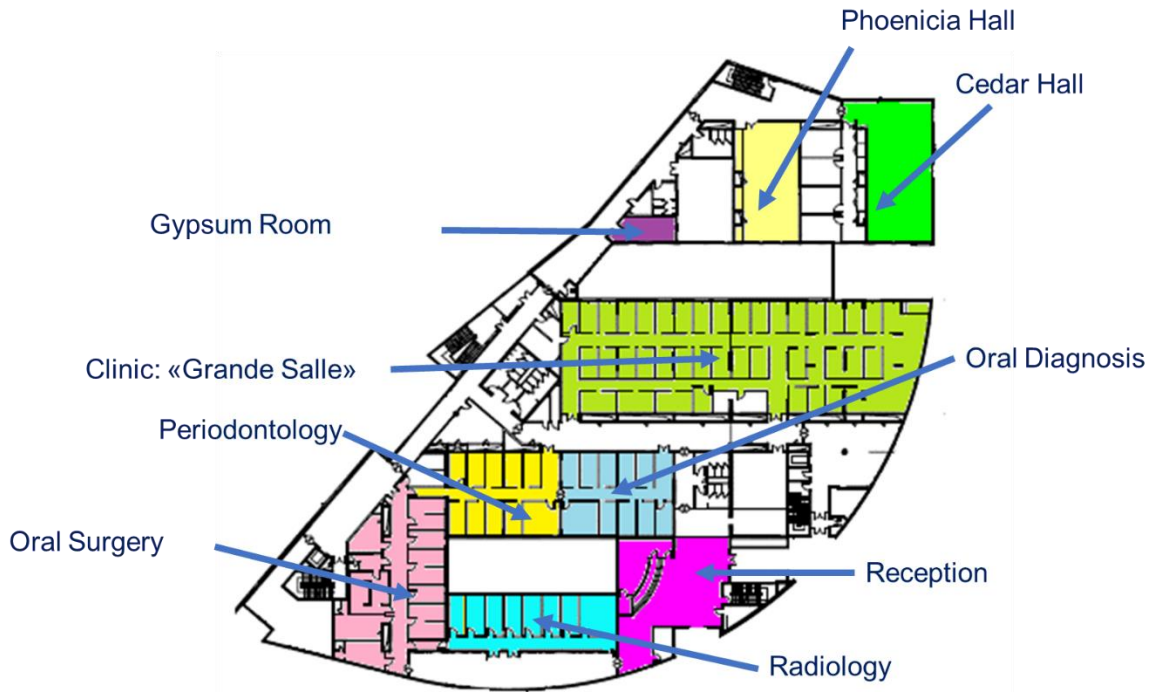 Phoenicia Hall
Cedar Hall
Gypsum Room
Clinic: «Grande Salle»
Oral Diagnosis
Periodontology
Oral Surgery
Reception
Radiology